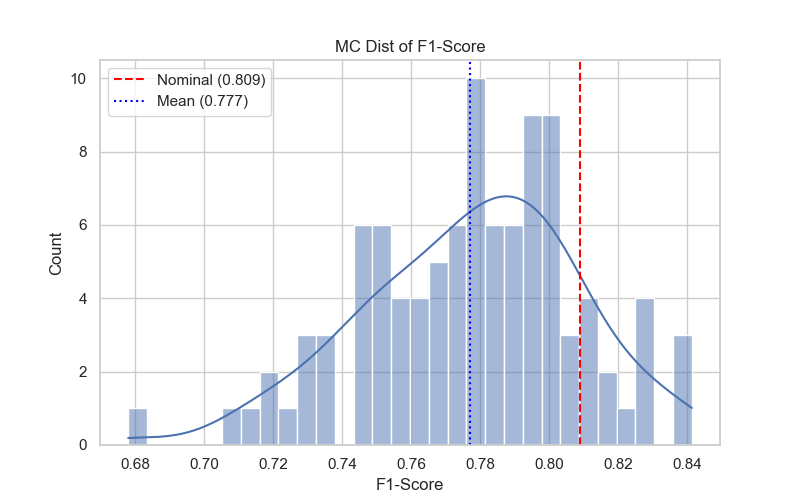 MC Dist of F1-Score
Nominal (0.809)
Mean (0.777)
Count
10
8
6
4
2
0
0.68 0.70 0.72 0.74 0.76 0.78 0.80 0.82 0.84
F1-Score